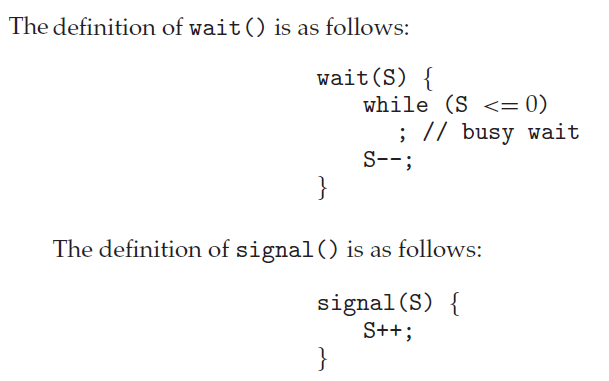 The definition of wait() is as follows:
wait(S) {
while (S <= 0)
; // busy wait
S--;
}
The definition of signal() is as follows:
signal(S) {
S++;
}